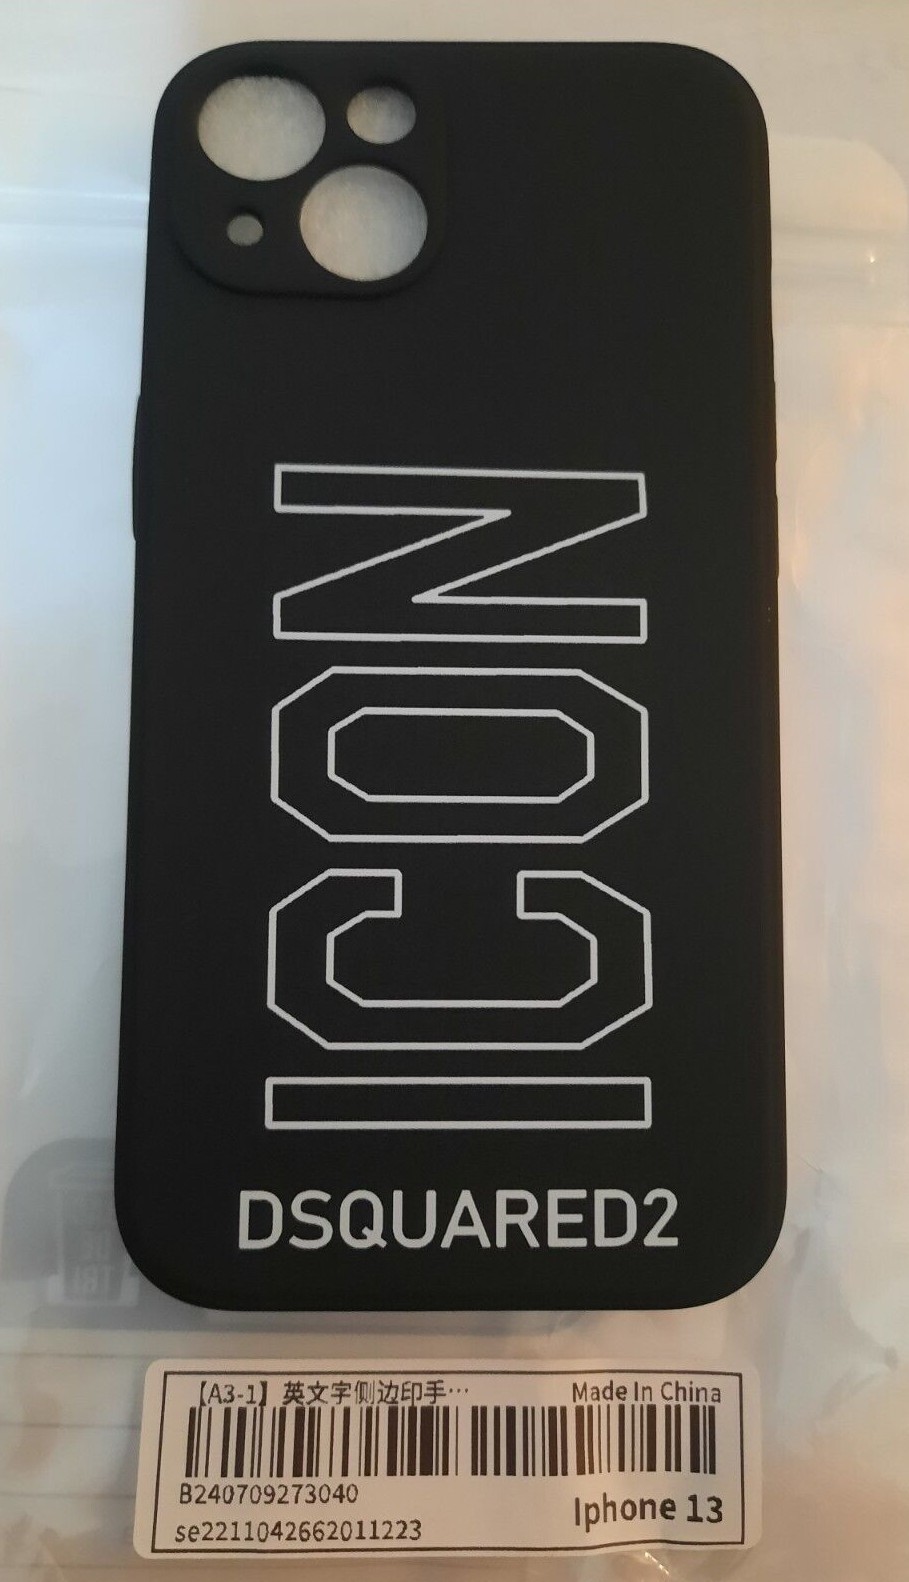 ICON
DSQUARED2
【A3-1】英文字侧边印手…
Made In China
B240709273040
se2211042662011223
Iphone 13